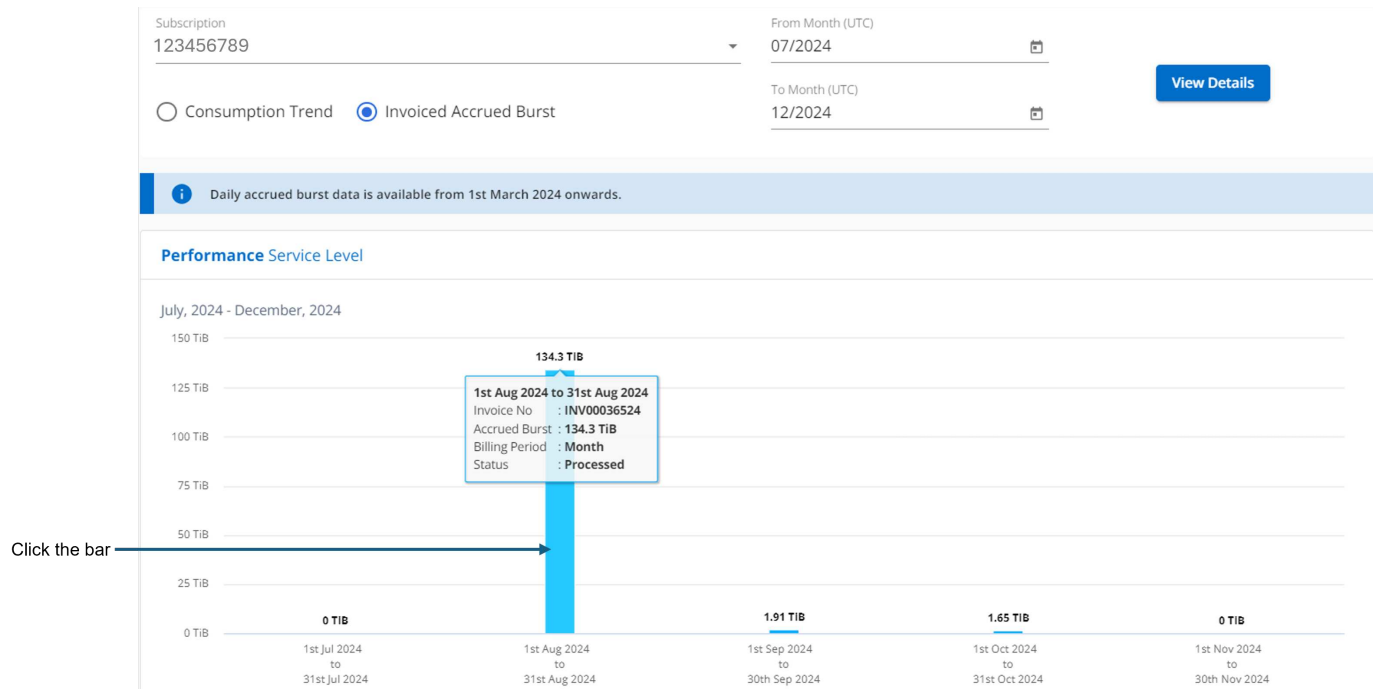 Subscription
123456789
From Month (UTC)
07/2024
To Month (UTC)
12/2024
View Details
Consumption Trend
Invoiced Accrued Burst
Daily accrued burst data is available from 1st March 2024 onwards.
Performance Service Level
July, 2024 - December, 2024
150 TiB
125 TiB
100 TiB
75 TiB
50 TiB
25 TiB
0 TiB
134.3 TIB
1st Aug 2024 to 31st Aug 2024
Invoice No : INV00036524
Accrued Burst : 134.3 TiB
Billing Period : Month
Status : Processed
Click the bar
0 TIB
1.91 TIB
1.65 TIB
0 TIB
1st Jul 2024
to
31st Jul 2024
1st Aug 2024
to
31st Aug 2024
1st Sep 2024
to
30th Sep 2024
1st Oct 2024
to
31st Oct 2024
1st Nov 2024
to
30th Nov 2024